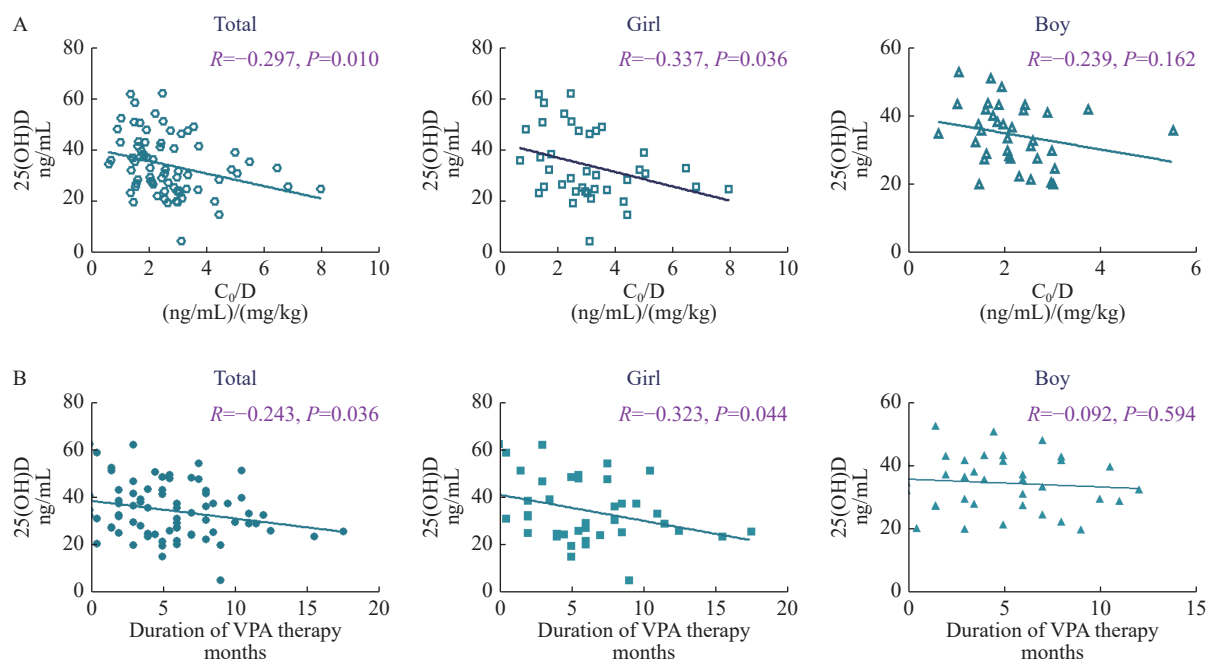 A
Total
R=−0.297, P=0.010
80
60
40
20
0
25(OH)D
ng/mL
0 2 4 6 8 10
C₀/D
(ng/mL)/(mg/kg)
Girl
R=−0.337, P=0.036
80
60
40
20
0
25(OH)D
ng/mL
0 2 4 6 8 10
C₀/D
(ng/mL)/(mg/kg)
Boy
R=−0.239, P=0.162
60
40
20
0
25(OH)D
ng/mL
0 2 4 6
C₀/D
(ng/mL)/(mg/kg)
B
Total
R=−0.243, P=0.036
80
60
40
20
0
25(OH)D
ng/mL
0 5 10 15 20
Duration of VPA therapy
months
Girl
R=−0.323, P=0.044
80
60
40
20
0
25(OH)D
ng/mL
0 5 10 15 20
Duration of VPA therapy
months
Boy
R=−0.092, P=0.594
60
40
20
0
25(OH)D
ng/mL
0 5 10 15
Duration of VPA therapy
months